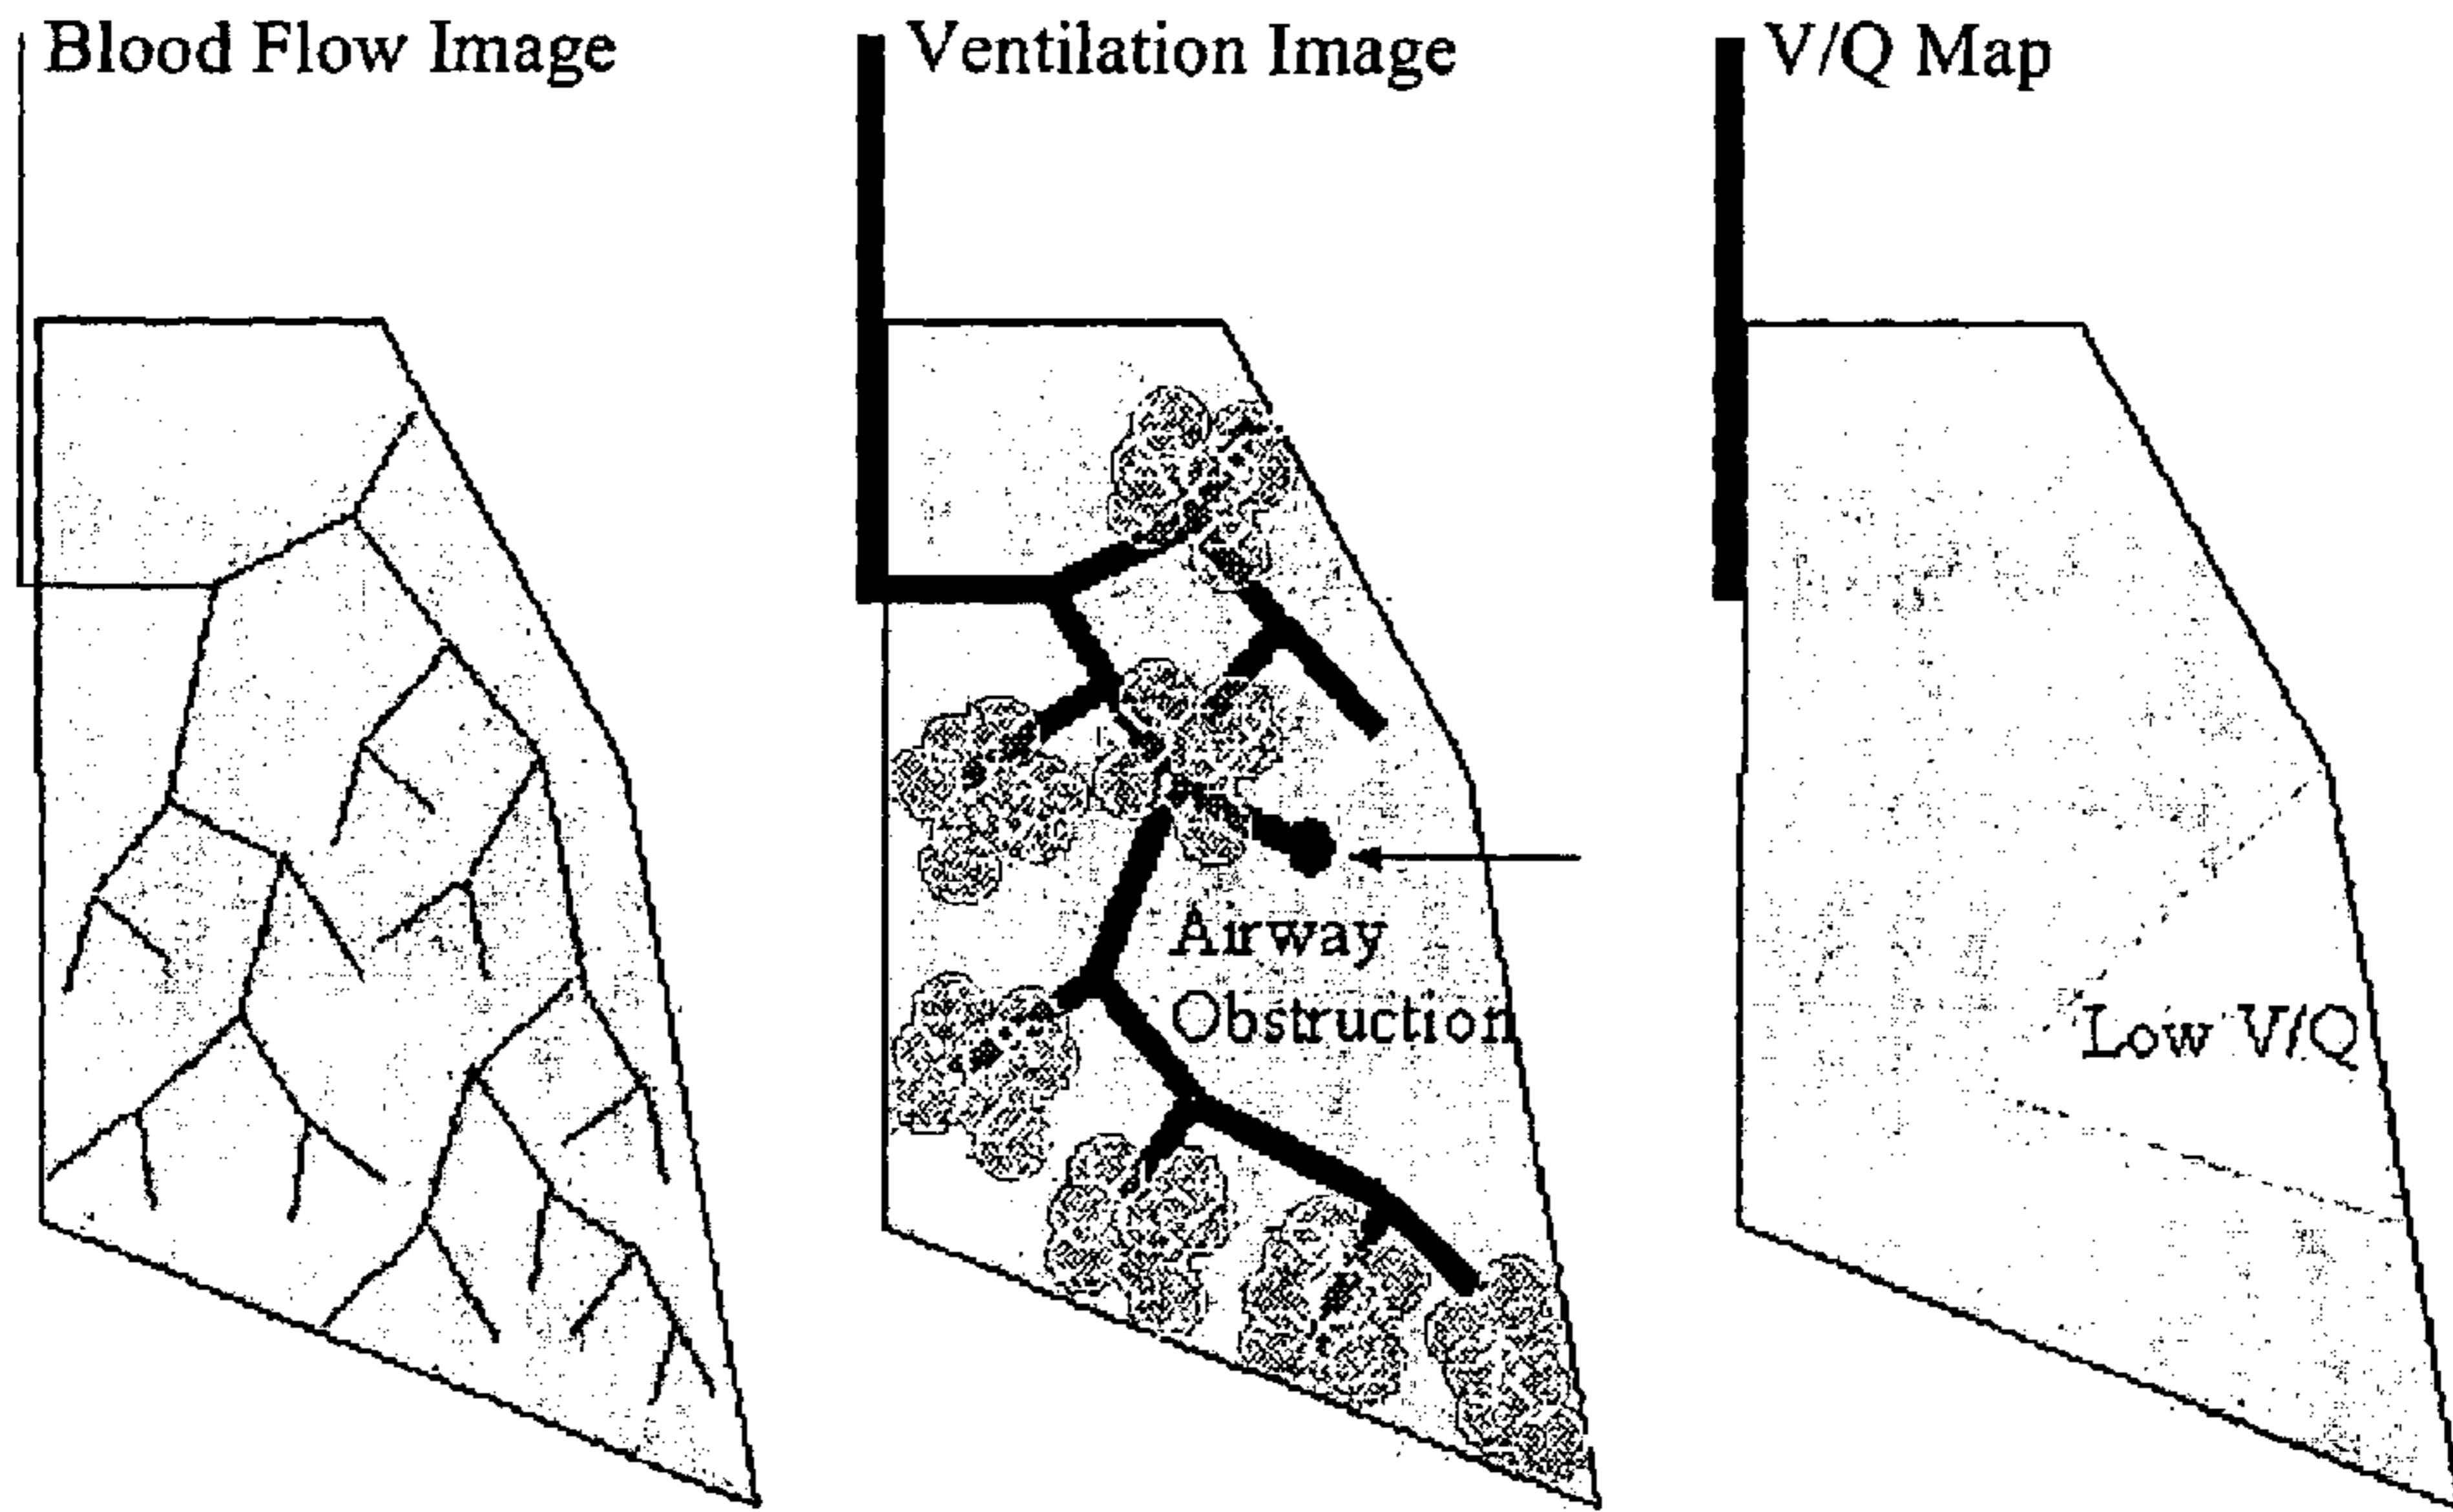 Blood Flow Image
Ventilation Image
V/Q Map
Airway
Obstruction
Low V/Q